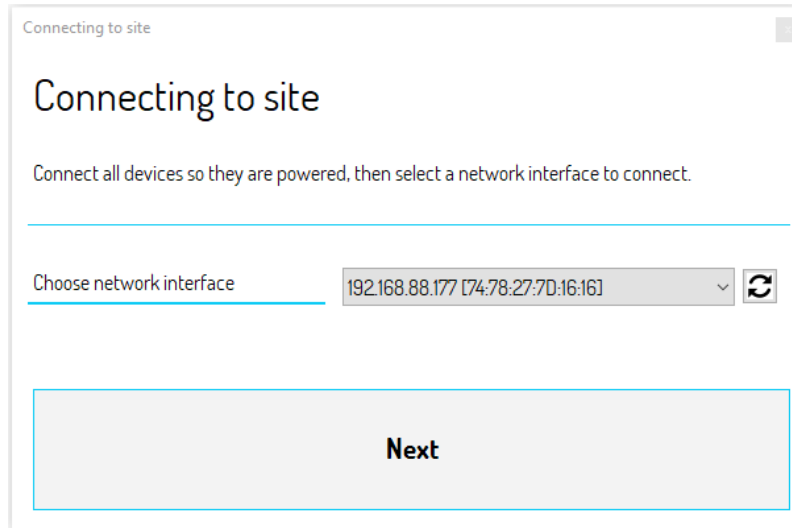 Connecting to site
Connecting to site
Connect all devices so they are powered, then select a network interface to connect.
Choose network interface
192.168.88.177 [74:78:27:7D:16:16]
Next